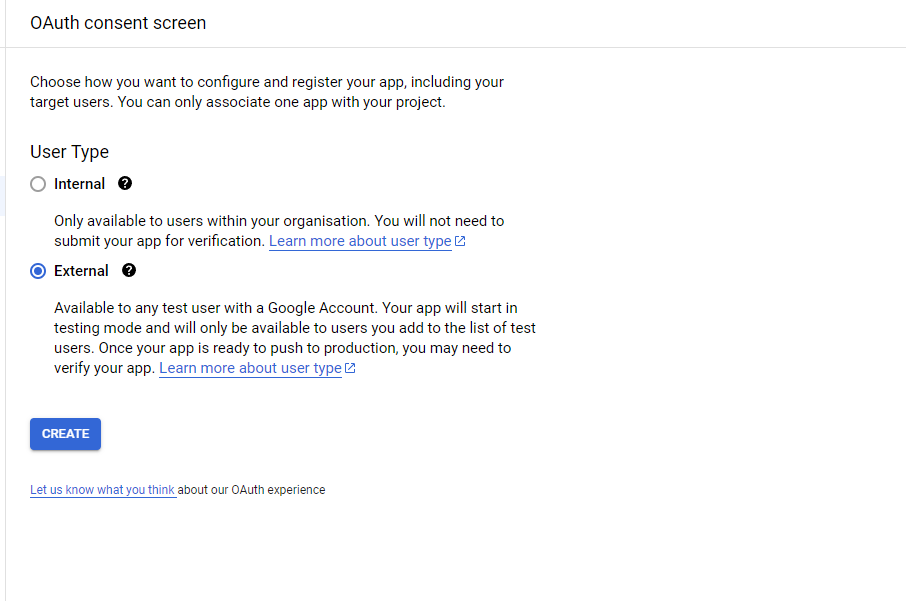 OAuth consent screen
Choose how you want to configure and register your app, including your
target users. You can only associate one app with your project.
User Type
Internal
Only available to users within your organisation. You will not need to
submit your app for verification. Learn more about user type
External
Available to any test user with a Google Account. Your app will start in
testing mode and will only be available to users you add to the list of test
users. Once your app is ready to push to production, you may need to
verify your app. Learn more about user type
CREATE
Let us know what you think about our OAuth experience